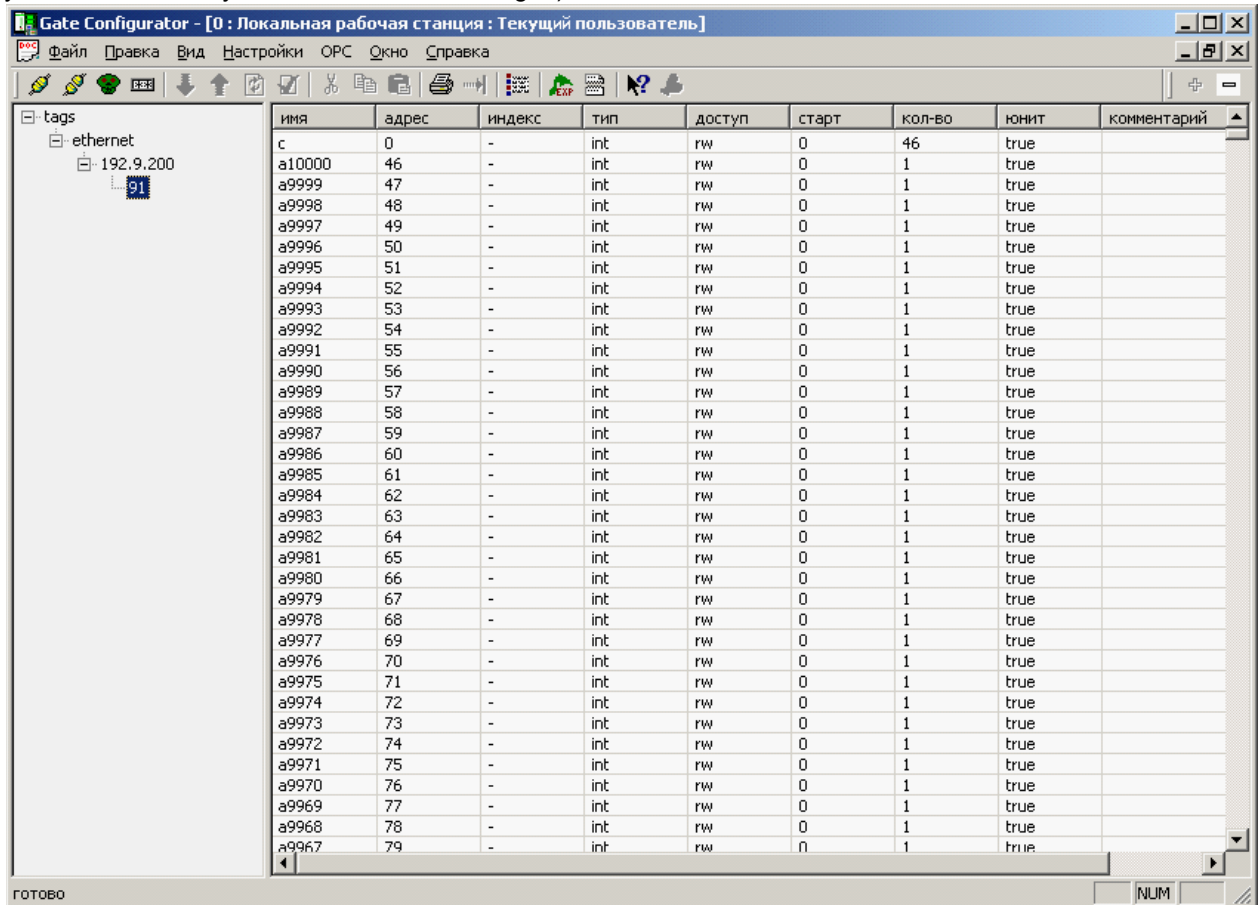 Gate Configurator - [0 : Локальная рабочая станция : Текущий пользователь]
Файл Правка Вид Настройки OPC Окно Справка
tags
ethernet
192.9.200
91
имя адрес индекс тип доступ старт кол-во юнит комментарий
c 0 - int rw 0 46 true
a10000 46 - int rw 0 1 true
a9999 47 - int rw 0 1 true
a9998 48 - int rw 0 1 true
a9997 49 - int rw 0 1 true
a9996 50 - int rw 0 1 true
a9995 51 - int rw 0 1 true
a9994 52 - int rw 0 1 true
a9993 53 - int rw 0 1 true
a9992 54 - int rw 0 1 true
a9991 55 - int rw 0 1 true
a9990 56 - int rw 0 1 true
a9989 57 - int rw 0 1 true
a9988 58 - int rw 0 1 true
a9987 59 - int rw 0 1 true
a9986 60 - int rw 0 1 true
a9985 61 - int rw 0 1 true
a9984 62 - int rw 0 1 true
a9983 63 - int rw 0 1 true
a9982 64 - int rw 0 1 true
a9981 65 - int rw 0 1 true
a9980 66 - int rw 0 1 true
a9979 67 - int rw 0 1 true
a9978 68 - int rw 0 1 true
a9977 69 - int rw 0 1 true
a9976 70 - int rw 0 1 true
a9975 71 - int rw 0 1 true
a9974 72 - int rw 0 1 true
a9973 73 - int rw 0 1 true
a9972 74 - int rw 0 1 true
a9971 75 - int rw 0 1 true
a9970 76 - int rw 0 1 true
a9969 77 - int rw 0 1 true
a9968 78 - int rw 0 1 true
a9967 79 - int rw 0 1 true
готово NUM